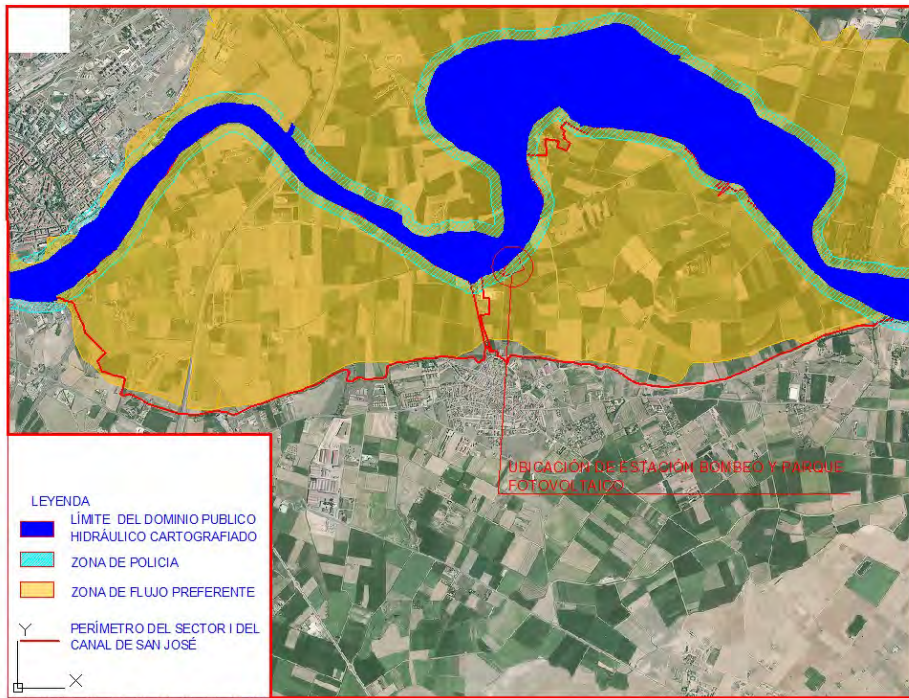 UBICACIÓN DE ESTACIÓN BOMBEO Y PARQUE
FOTOVOLTAICO
LEYENDA
LÍMITE DEL DOMINIO PUBLICO
HIDRÁULICO CARTOGRAFIADO
ZONA DE POLICIA
ZONA DE FLUJO PREFERENTE
PERÍMETRO DEL SECTOR I DEL
CANAL DE SAN JOSÉ
Y
X